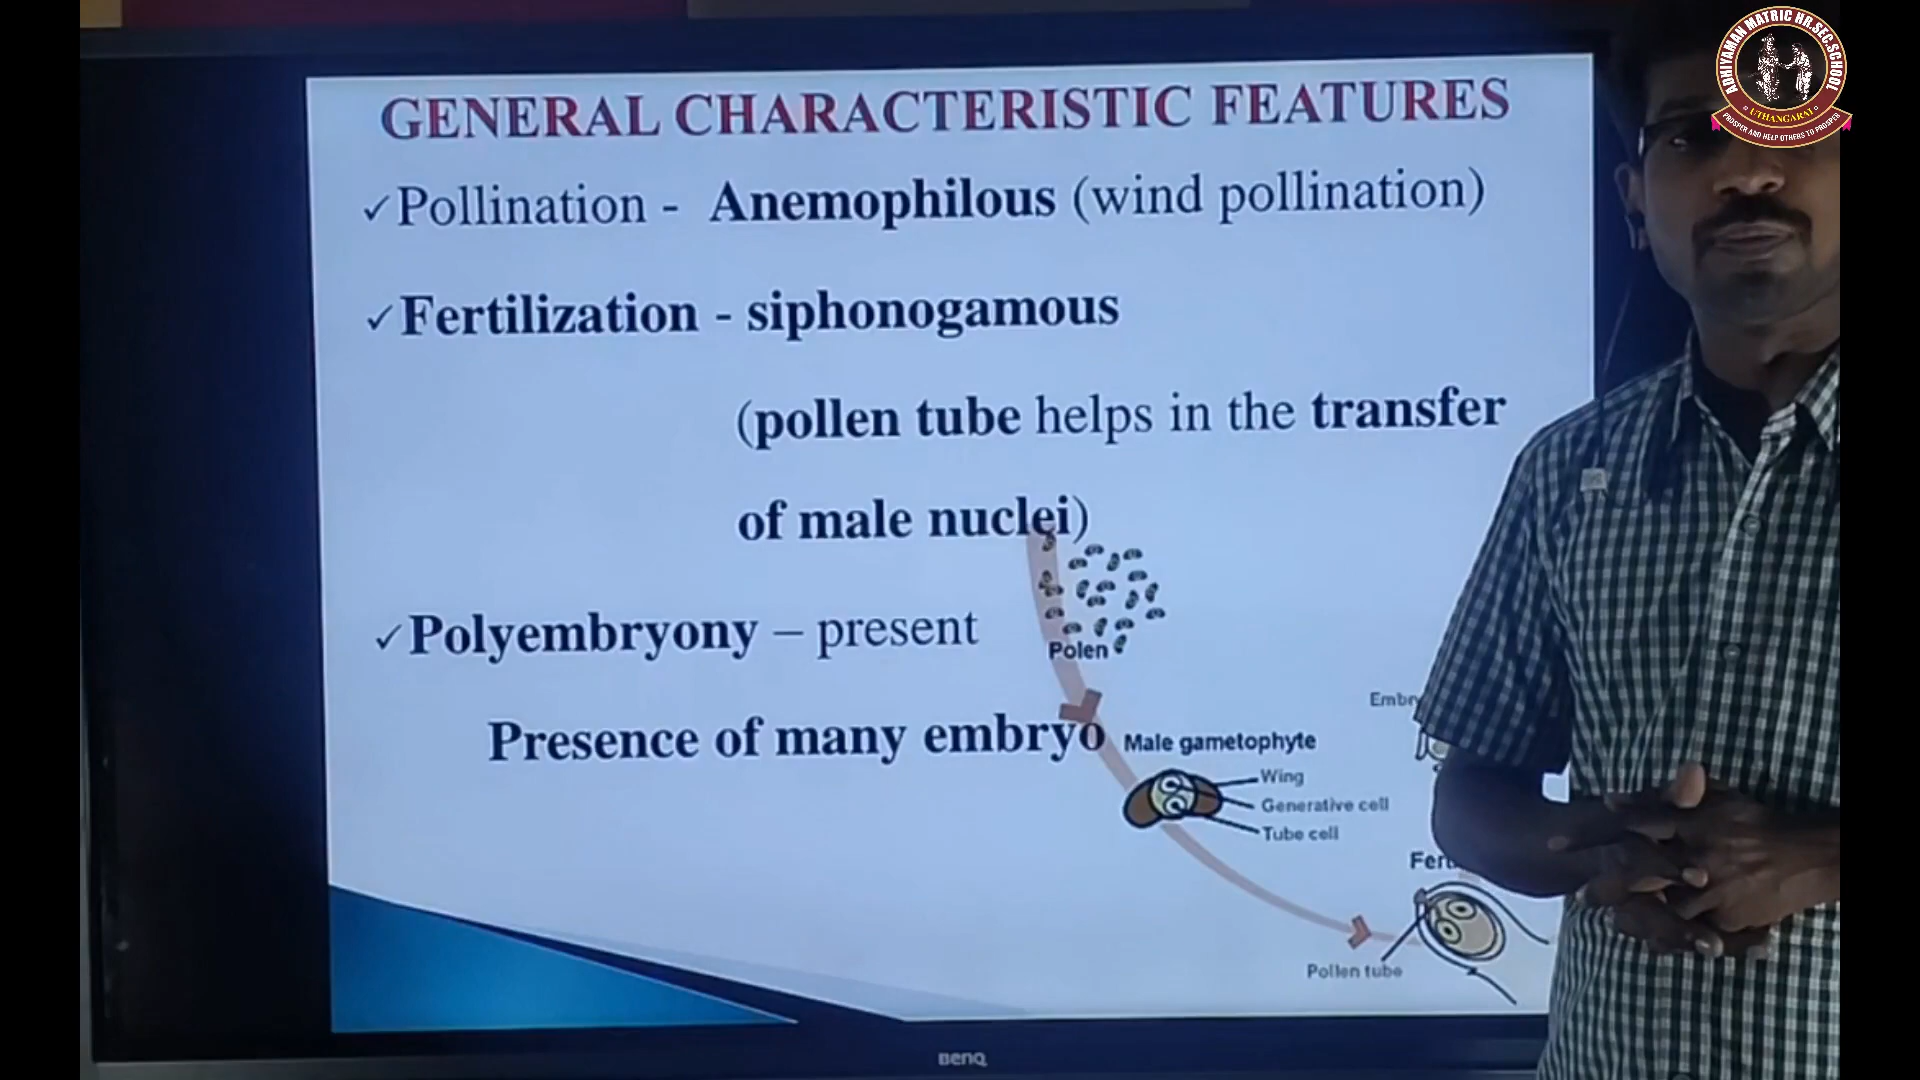 GENERAL CHARACTERISTIC FEATURES
✓Pollination - Anemophilous (wind pollination)
✓Fertilization - siphonogamous
(pollen tube helps in the transfer
of male nuclei)
✓Polyembryony – present
Presence of many embryo
Polen
Embr
Male gametophyte
Wing
Generative cell
Tube cell
Fert
Pollen tube
BenQ
ADHIYAMAN MATRIC HR.SEC.SCHOOL
UTHANGARAI
PROSPER AND HELP OTHERS TO PROSPER